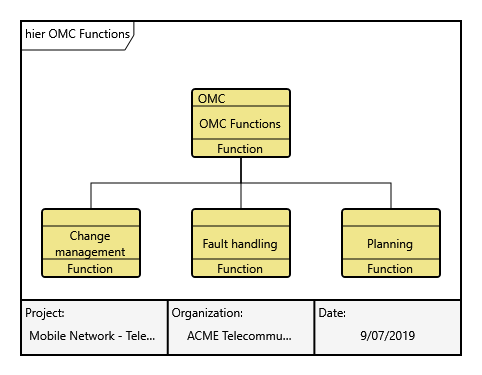 hier OMC Functions
OMC
OMC Functions
Function
Change
management
Function
Fault handling
Function
Planning
Function
Project:
Mobile Network - Tele...
Organization:
ACME Telecommu...
Date:
9/07/2019